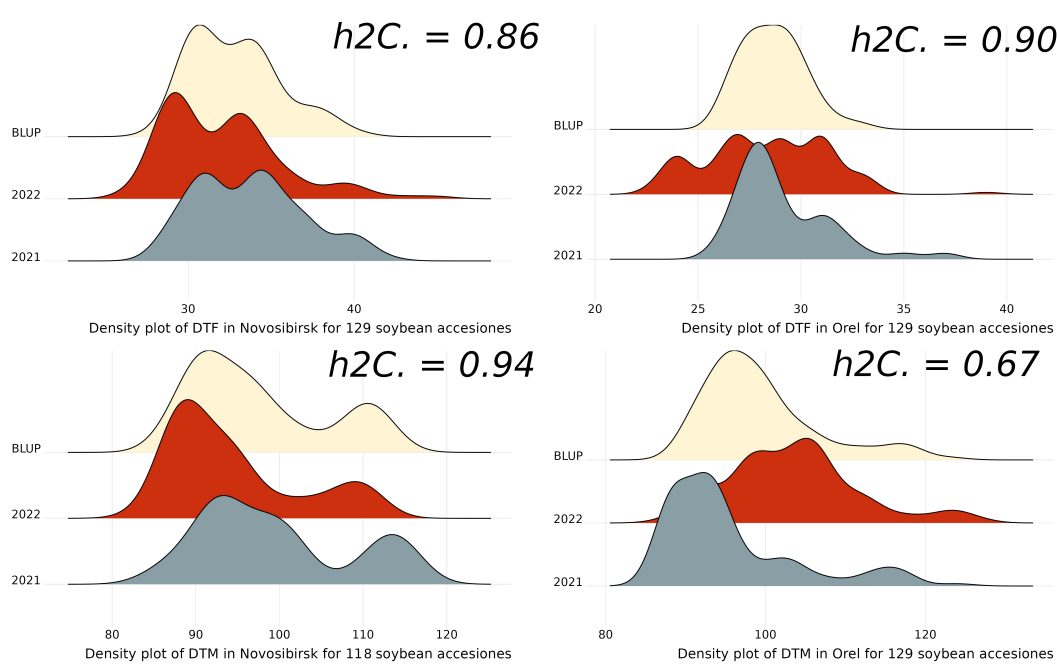 h2C. = 0.86
BLUP
2022
2021
30 40
Density plot of DTF in Novosibirsk for 129 soybean accesiones
h2C. = 0.90
BLUP
2022
2021
20 25 30 35 40
Density plot of DTF in Orel for 129 soybean accesiones
h2C. = 0.94
BLUP
2022
2021
80 90 100 110 120
Density plot of DTM in Novosibirsk for 118 soybean accesiones
h2C. = 0.67
BLUP
2022
2021
80 100 120
Density plot of DTM in Orel for 129 soybean accesiones